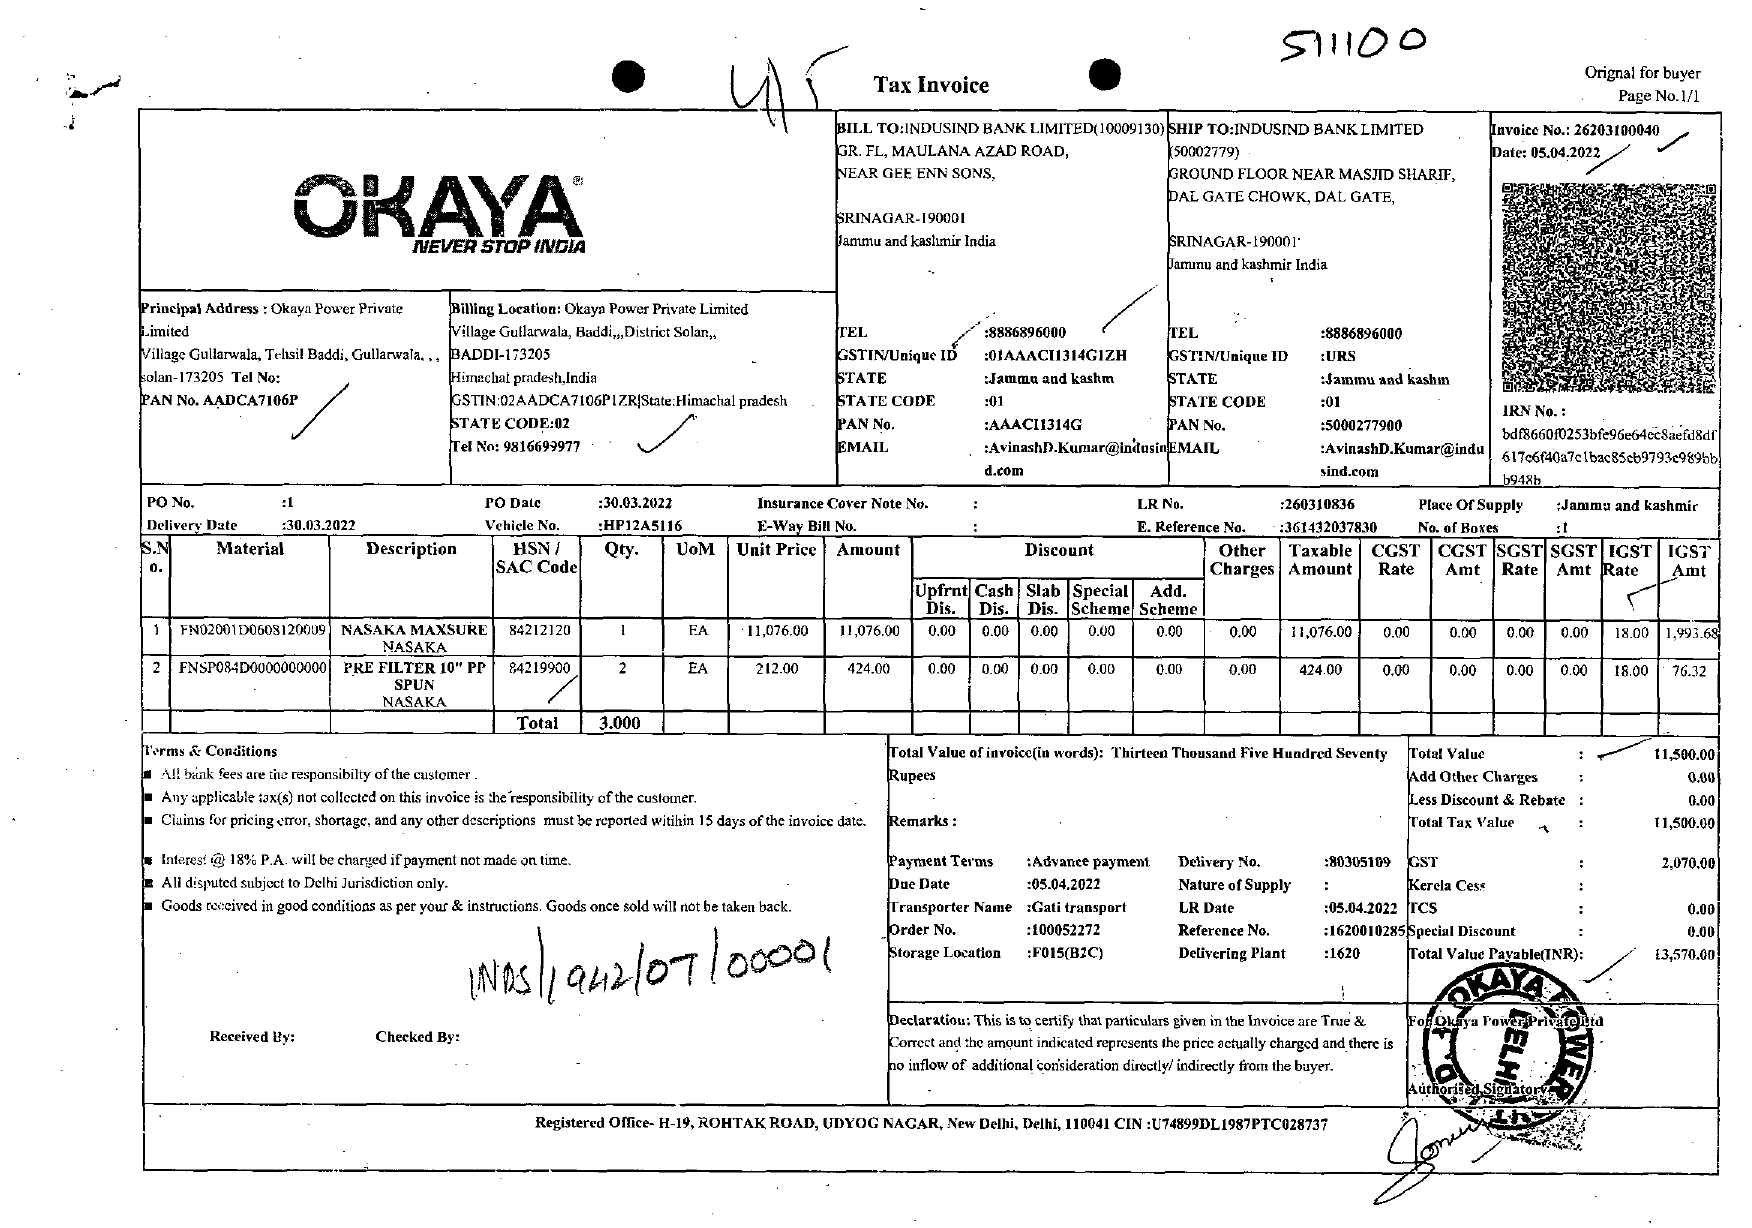 511100
Tax Invoice
Orignal for buyer
Page No.1/1
OKAYA®
NEVER STOP INDIA
BILL TO:INDUSIND BANK LIMITED(10009130)
GR. FL, MAULANA AZAD ROAD,
NEAR GEE ENN SONS,
SRINAGAR-190001
Jammu and kashmir India
TEL :8886896000
GSTIN/Unique ID :01AAACI1314G1ZH
STATE :Jammu and kashm
STATE CODE :01
PAN No. :AAACI1314G
EMAIL :AvinashD.Kumar@indusin
d.com
SHIP TO:INDUSIND BANK LIMITED
(50002779)
GROUND FLOOR NEAR MASJID SHARIF,
DAL GATE CHOWK, DAL GATE,
SRINAGAR-190001
Jammu and kashmir India
TEL :8886896000
GSTIN/Unique ID :URS
STATE :Jammu and kashm
STATE CODE :01
PAN No. :5000277900
EMAIL :AvinashD.Kumar@indu
sind.com
Invoice No.: 26203100040
Date: 05.04.2022
IRN No. :
bdf8660f0253bfe96e64cc8aefd8df
617c6f40a7c1bac85cb9793c989bb
b948b
Principal Address : Okaya Power Private
Limited
Village Gullarwala, Tehsil Baddi, Gullarwala, , ,
solan-173205 Tel No:
PAN No. AADCA7106P
Billing Location: Okaya Power Private Limited
Village Gullarwala, Baddi,,,District Solan,,
BADDI-173205
Himachal pradesh,India
GSTIN:02AADCA7106P1ZR|State:Himachal pradesh
STATE CODE:02
Tel No: 9816699977
PO No. :1 PO Date :30.03.2022 Insurance Cover Note No. : LR No. :260310836 Place Of Supply :Jammu and kashmir
Delivery Date :30.03.2022 Vehicle No. :HP12A5116 E-Way Bill No. : E. Reference No. :361432037830 No. of Boxes :1
S.N Material Description HSN / Qty. UoM Unit Price Amount Discount Other Taxable CGST CGST SGST SGST IGST IGST
o. SAC Code Charges Amount Rate Amt Rate Amt Rate Amt
Upfrnt Cash Slab Special Add.
Dis. Dis. Dis. Scheme Scheme
1 FN02001D0608120009 NASAKA MAXSURE 84212120 1 EA 11,076.00 11,076.00 0.00 0.00 0.00 0.00 0.00 0.00 11,076.00 0.00 0.00 0.00 0.00 18.00 1,993.68
NASAKA
2 FNSP084D0000000000 PRE FILTER 10" PP 84219900 2 EA 212.00 424.00 0.00 0.00 0.00 0.00 0.00 0.00 424.00 0.00 0.00 0.00 0.00 18.00 76.32
SPUN
NASAKA
Total 3.000
Terms & Conditions
■ All bank fees are the responsibilty of the customer .
■ Any applicable tax(s) not collected on this invoice is the responsibility of the customer.
■ Claims for pricing error, shortage, and any other descriptions must be reported witihin 15 days of the invoice date.
■ Interest @ 18% P.A. will be charged if payment not made on time.
■ All disputed subject to Delhi Jurisdiction only.
■ Goods received in good conditions as per your & instructions. Goods once sold will not be taken back.
INDS/1942/07/00001
Received By: Checked By:
Total Value of invoice(in words): Thirteen Thousand Five Hundred Seventy
Rupees
Remarks :
Payment Terms :Advance payment Delivery No. :80305109
Due Date :05.04.2022 Nature of Supply :
Transporter Name :Gati transport LR Date :05.04.2022
Order No. :100052272 Reference No. :1620010285
Storage Location :F015(B2C) Delivering Plant :1620
Total Value : 11,500.00
Add Other Charges : 0.00
Less Discount & Rebate : 0.00
Total Tax Value : 11,500.00
GST : 2,070.00
Kerela Cess :
TCS : 0.00
Special Discount : 0.00
Total Value Payable(INR): 13,570.00
Declaration: This is to certify that particulars given in the Invoice are True &
Correct and the amount indicated represents the price actually charged and there is
no inflow of additional consideration directly/ indirectly from the buyer.
For Okaya Power Private Ltd
OKAYA POWER
DELHI
Authorised Signatory
Registered Office- H-19, ROHTAK ROAD, UDYOG NAGAR, New Delhi, Delhi, 110041 CIN :U74899DL1987PTC028737